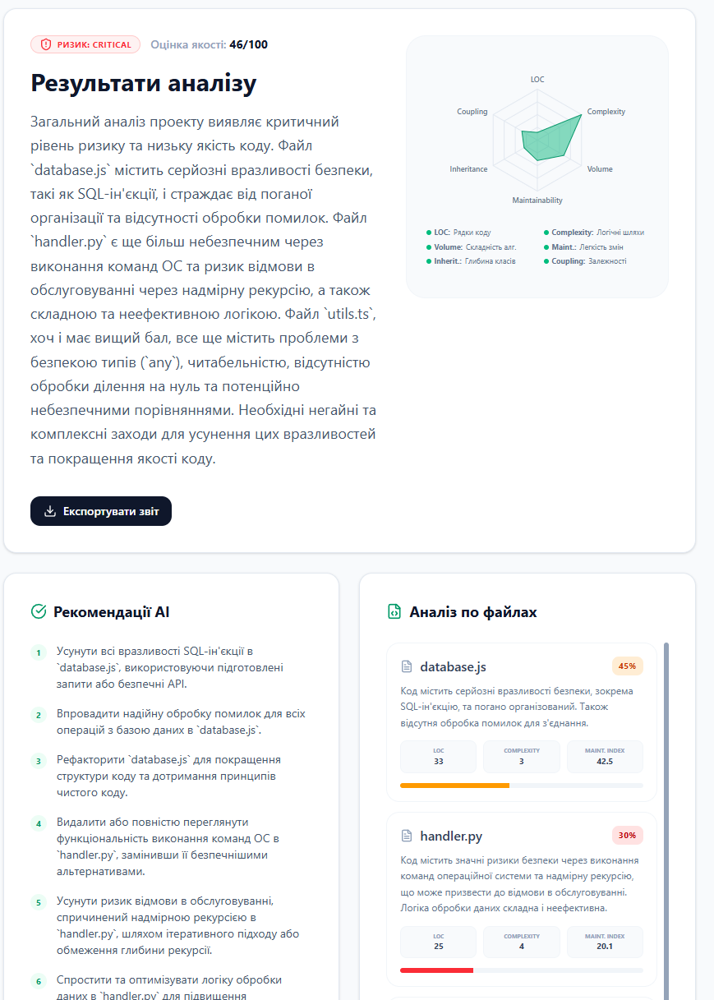 РИЗИК: CRITICAL
Оцінка якості: 46/100
Результати аналізу
Загальний аналіз проекту виявляє критичний
рівень ризику та низьку якість коду. Файл
`database.js` містить серйозні вразливості безпеки,
такі як SQL-ін'єкції, і страждає від поганої
організації та відсутності обробки помилок. Файл
`handler.py` є ще більш небезпечним через
виконання команд ОС та ризик відмови в
обслуговуванні через надмірну рекурсію, а також
складною та неефективною логікою. Файл `utils.ts`,
хоч і має вищий бал, все ще містить проблеми з
безпекою типів (`any`), читабельністю, відсутністю
обробки ділення на нуль та потенційно
небезпечними порівняннями. Необхідні негайні та
комплексні заходи для усунення цих вразливостей
та покращення якості коду.
Експортувати звіт
LOC
Coupling
Complexity
Inheritance
Volume
Maintainability
LOC: Рядки коду
Complexity: Логічні шляхи
Volume: Складність алг.
Maint.: Легкість змін
Inherit.: Глибина класів
Coupling: Залежності
Рекомендації AI
1 Усунути всі вразливості SQL-ін'єкції в
`database.js`, використовуючи підготовлені
запити або безпечні API.
2 Впровадити надійну обробку помилок для всіх
операцій з базою даних в `database.js`.
3 Рефакторити `database.js` для покращення
структури коду та дотримання принципів
чистого коду.
4 Видалити або повністю переглянути
функціональність виконання команд ОС в
`handler.py`, замінивши її безпечнішими
альтернативами.
5 Усунути ризик відмови в обслуговуванні,
спричинений надмірною рекурсією в
`handler.py`, шляхом ітеративного підходу або
обмеження глибини рекурсії.
6 Спростити та оптимізувати логіку обробки
даних в `handler.py` для підвищення
Аналіз по файлах
database.js
45%
Код містить серйозні вразливості безпеки, зокрема
SQL-ін'єкцію, та погано організований. Також
відсутня обробка помилок для з'єднання.
LOC
33
COMPLEXITY
3
MAINT. INDEX
42.5
handler.py
30%
Код містить значні ризики безпеки через виконання
команд операційної системи та надмірну рекурсію,
що може призвести до відмови в обслуговуванні.
Логіка обробки даних складна і неефективна.
LOC
25
COMPLEXITY
4
MAINT. INDEX
20.1